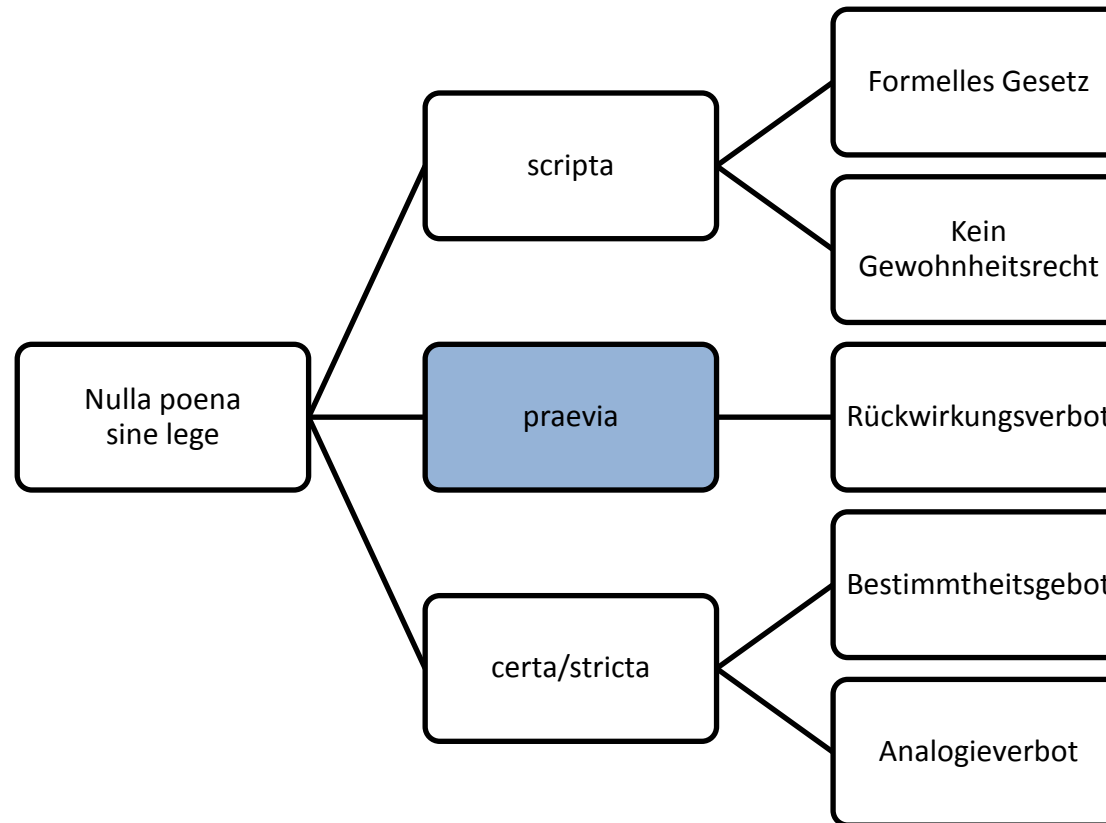 Nulla poena
sine lege
scripta
Formelles Gesetz
Kein
Gewohnheitsrecht
praevia
Rückwirkungsverbot
certa/stricta
Bestimmtheitsgebot
Analogieverbot